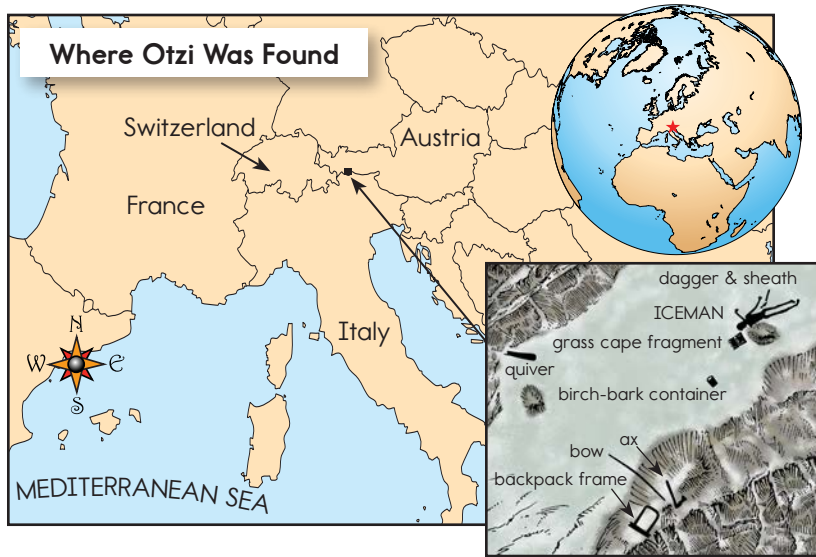 Where Otzi Was Found
Switzerland
Austria
France
Italy
N
W
E
S
MEDITERRANEAN SEA
dagger & sheath
ICEMAN
grass cape fragment
quiver
birch-bark container
ax
bow
backpack frame